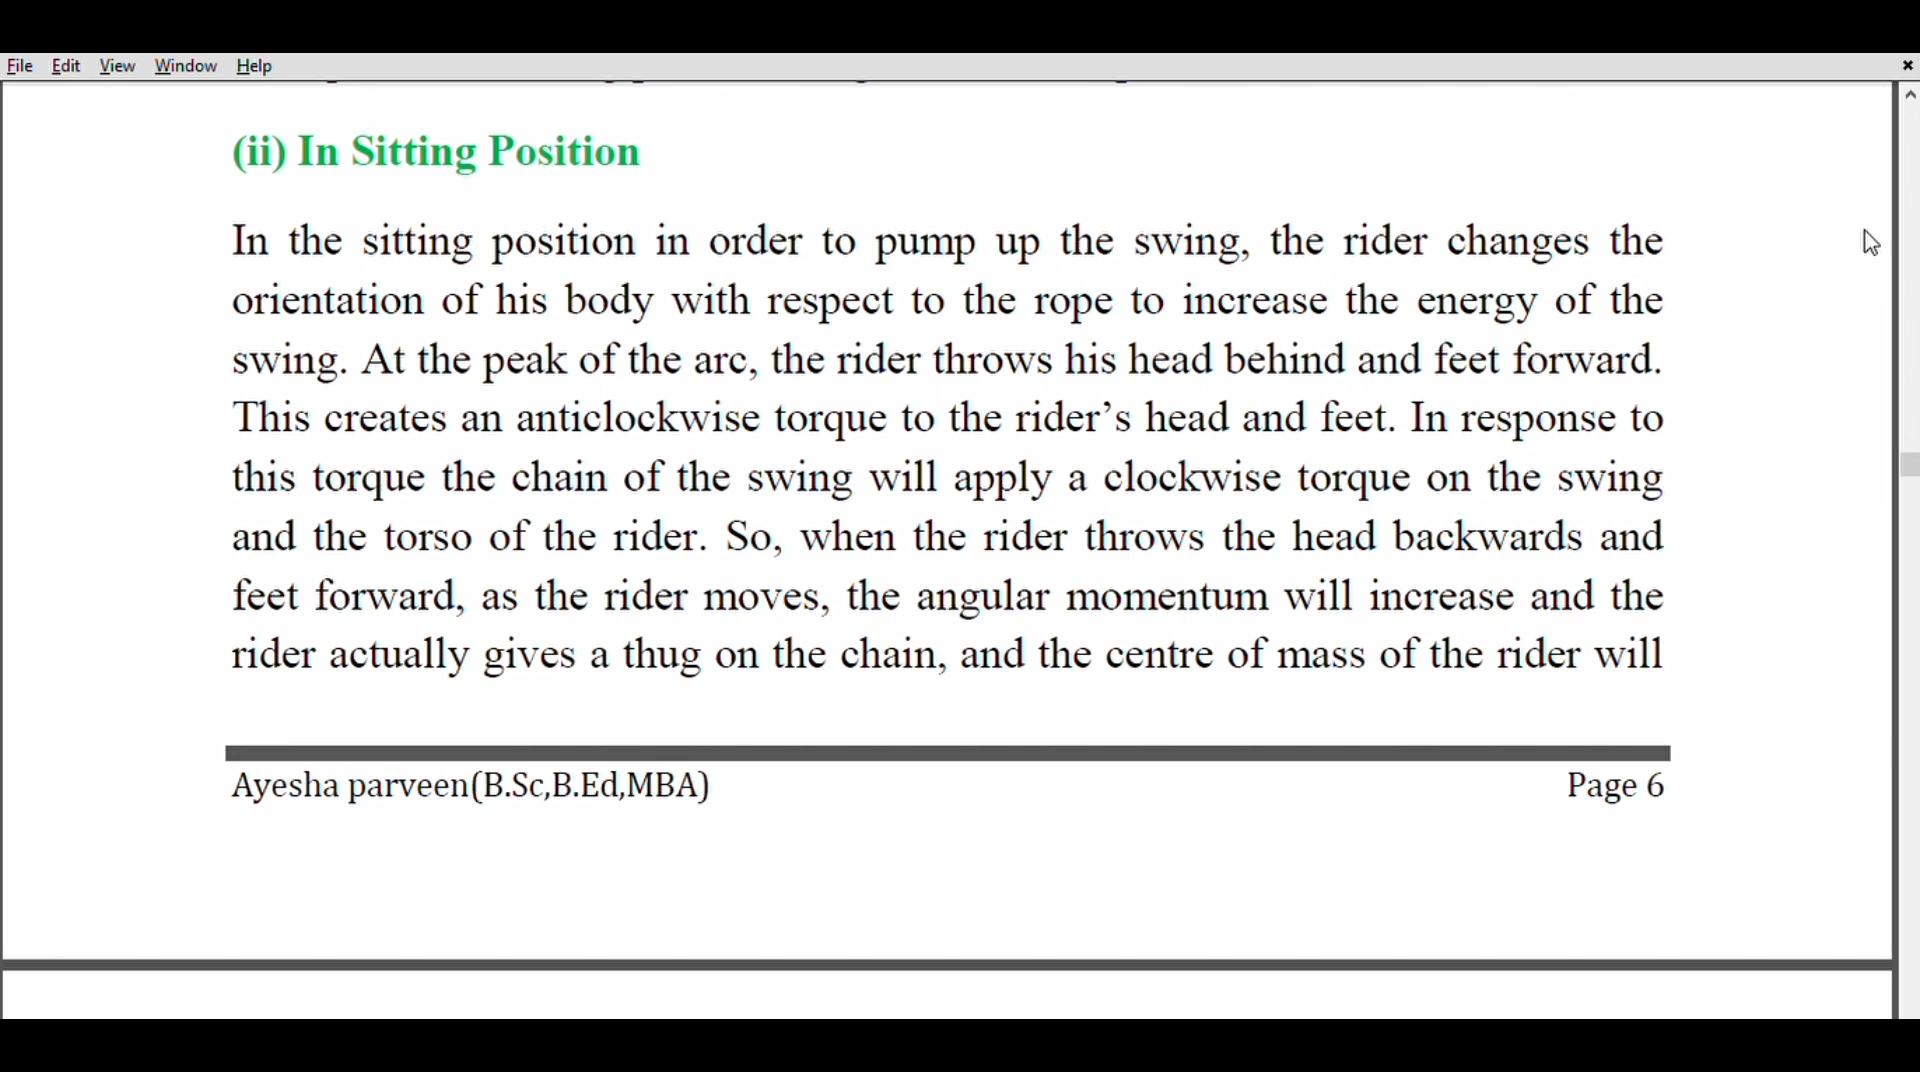 File Edit View Window Help
(ii) In Sitting Position
In the sitting position in order to pump up the swing, the rider changes the
orientation of his body with respect to the rope to increase the energy of the
swing. At the peak of the arc, the rider throws his head behind and feet forward.
This creates an anticlockwise torque to the rider’s head and feet. In response to
this torque the chain of the swing will apply a clockwise torque on the swing
and the torso of the rider. So, when the rider throws the head backwards and
feet forward, as the rider moves, the angular momentum will increase and the
rider actually gives a thug on the chain, and the centre of mass of the rider will
Ayesha parveen(B.Sc,B.Ed,MBA)
Page 6